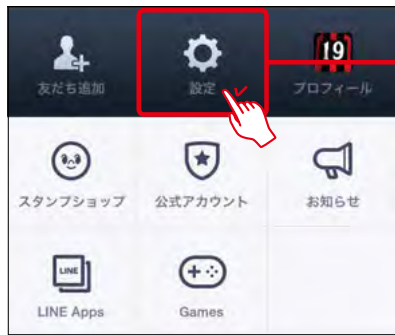 19
友だち追加
設定
プロフィール
スタンプショップ
公式アカウント
お知らせ
LINE
LINE Apps
Games